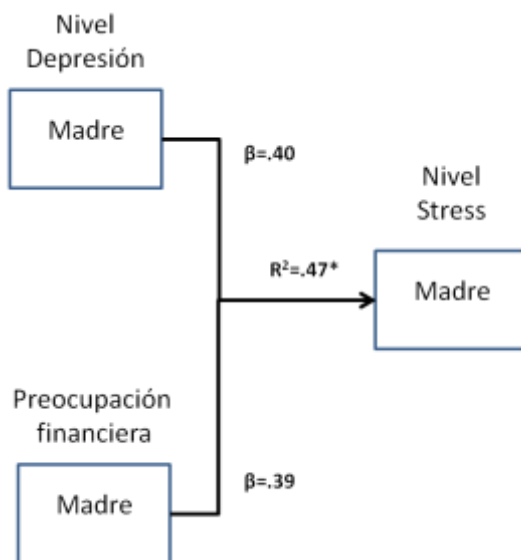 Nivel
Depresión
Madre
β=.40
Nivel
Stress
R²=.47*
Madre
Preocupación
financiera
Madre
β=.39